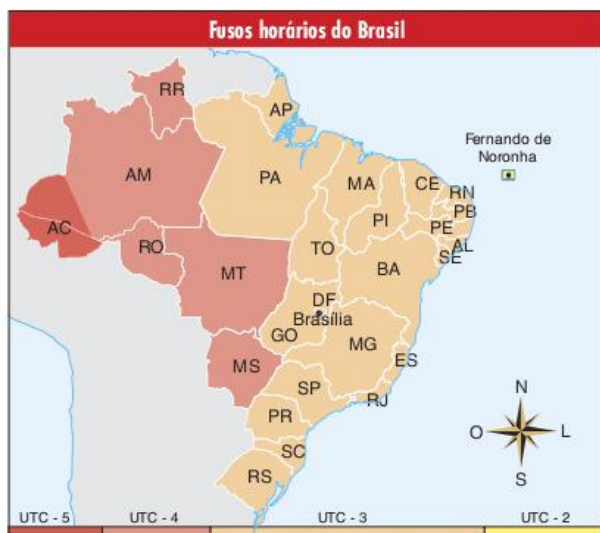 Fusos horários do Brasil
RR
AP
Fernando de
Noronha
AM
PA
MA
CE
RN
PB
PI
PE
AC
AL
TO
SE
RO
BA
MT
DF
Brasília
GO
MG
MS
ES
SP
RJ
PR
N
O
L
SC
S
RS
UTC - 5
UTC - 4
UTC - 3
UTC - 2